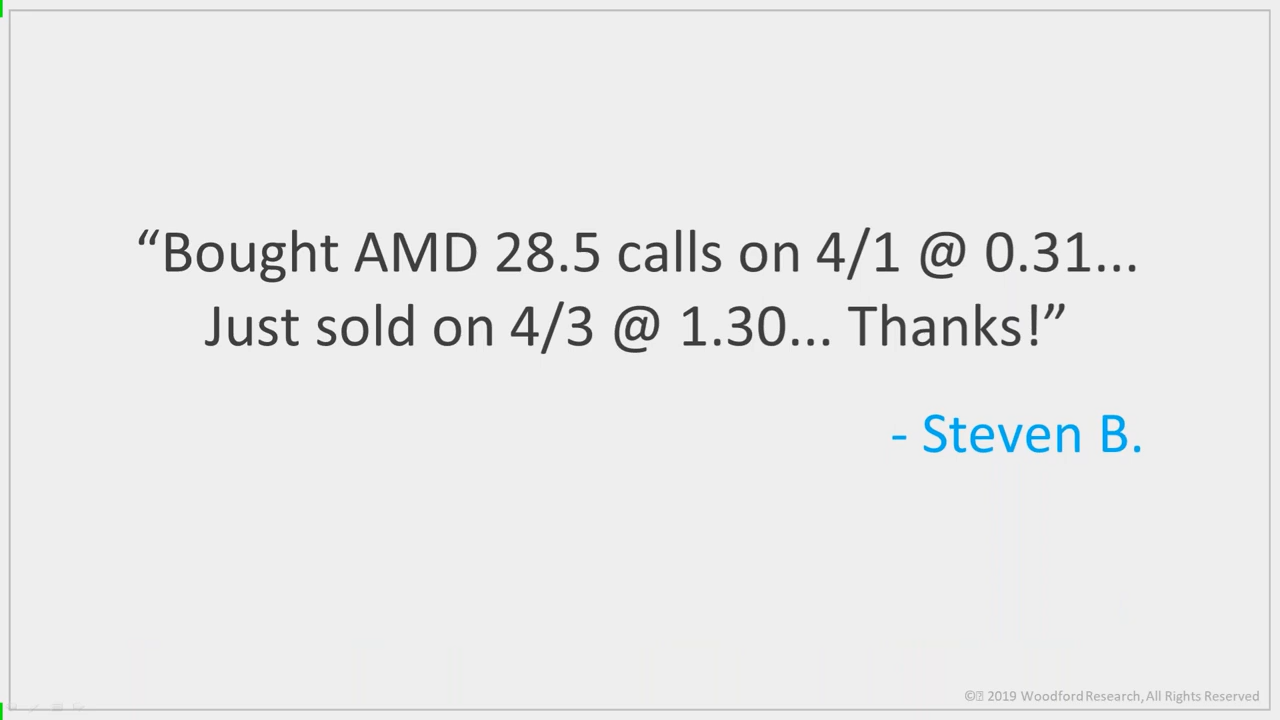 “Bought AMD 28.5 calls on 4/1 @ 0.31...
Just sold on 4/3 @ 1.30... Thanks!”
- Steven B.
© 2019 Woodford Research, All Rights Reserved